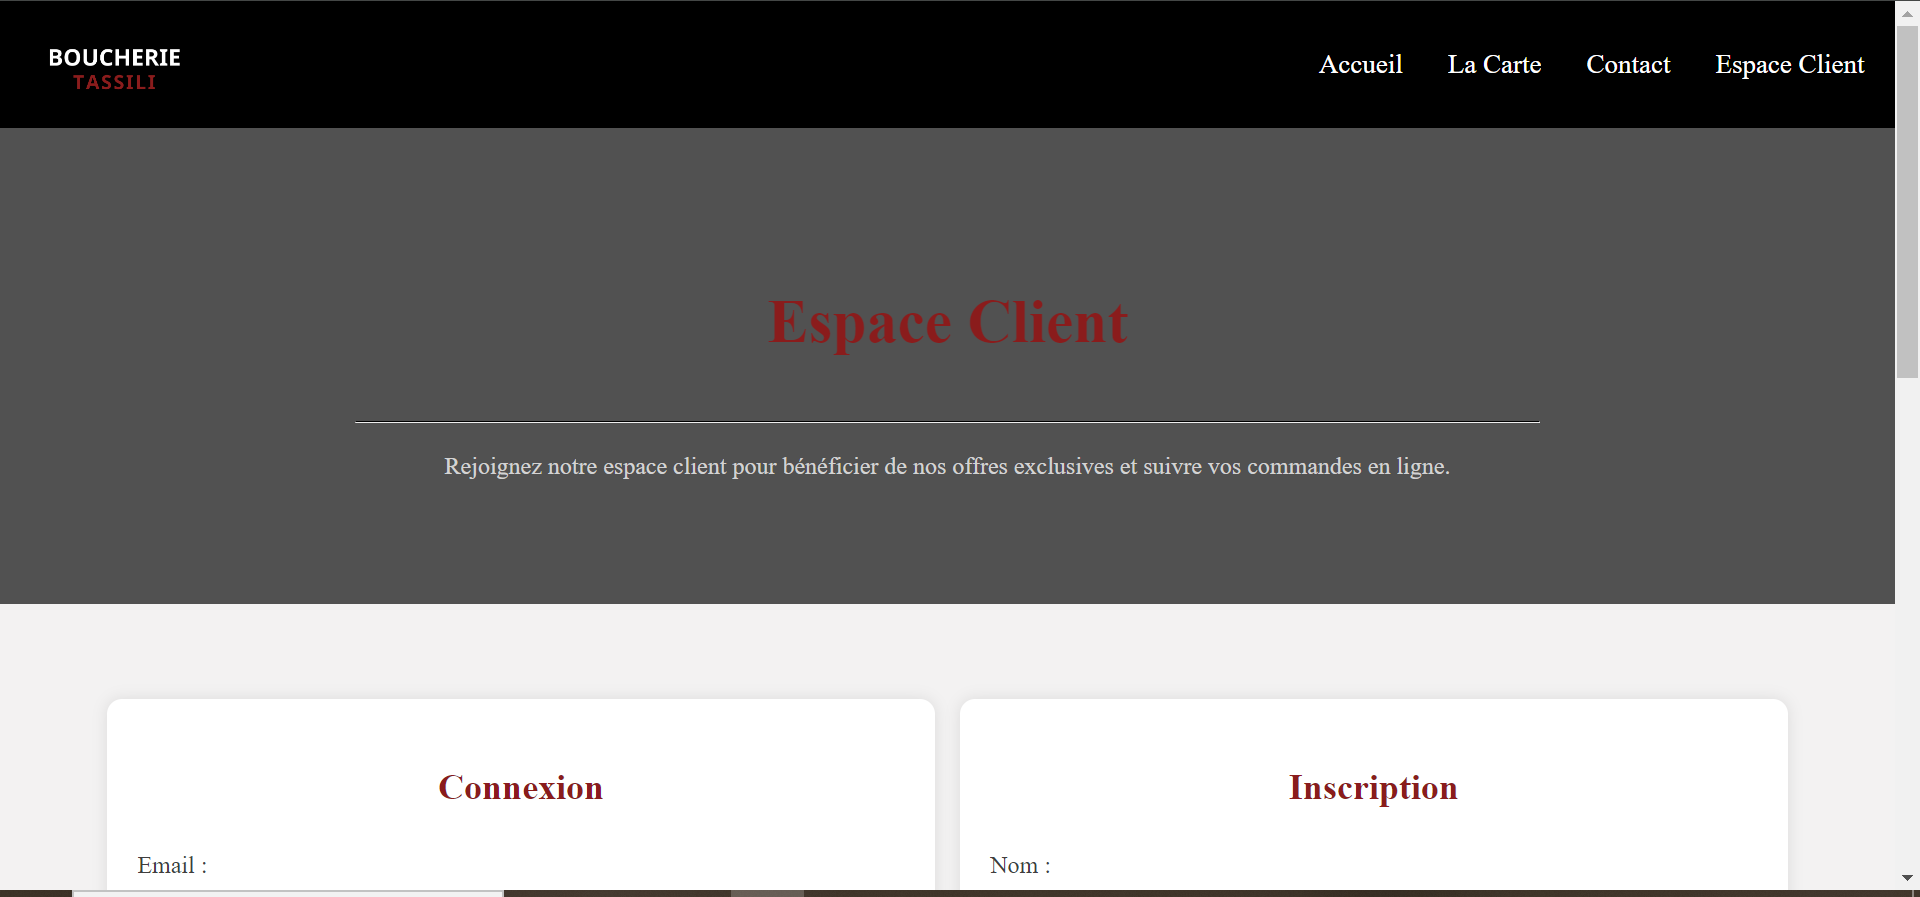 BOUCHERIE
TASSILI
Accueil
La Carte
Contact
Espace Client
Espace Client
Rejoignez notre espace client pour bénéficier de nos offres exclusives et suivre vos commandes en ligne.
Connexion
Email :
Inscription
Nom :